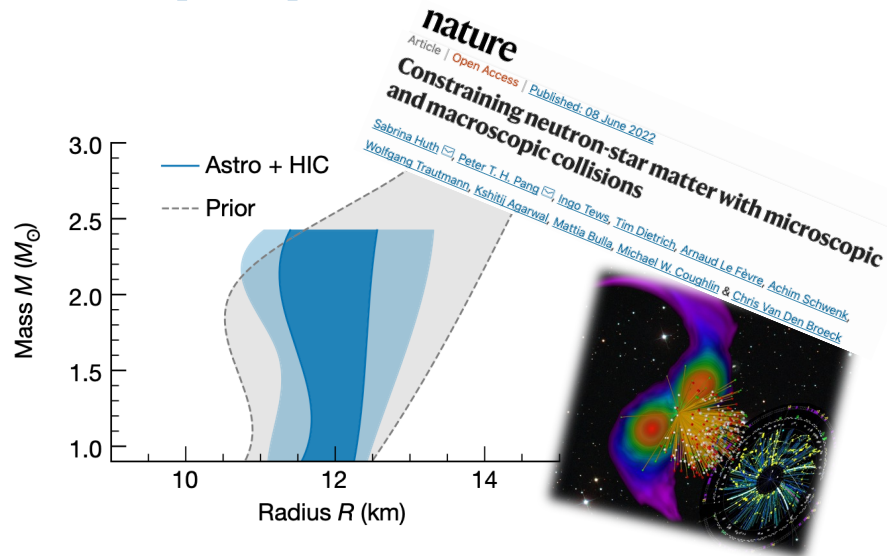 nature
Article | Open Access | Published: 08 June 2022
Constraining neutron-star matter with microscopic
and macroscopic collisions
Sabrina Huth, Peter T. H. Pang, Ingo Tews, Tim Dietrich, Arnaud Le Fèvre, Achim Schwenk,
Wolfgang Trautmann, Kshitij Agarwal, Mattia Bulla, Michael W. Coughlin & Chris Van Den Broeck
3.0
Astro + HIC
Prior
2.5
2.0
1.5
1.0
Mass M (M⊙)
10 12 14
Radius R (km)